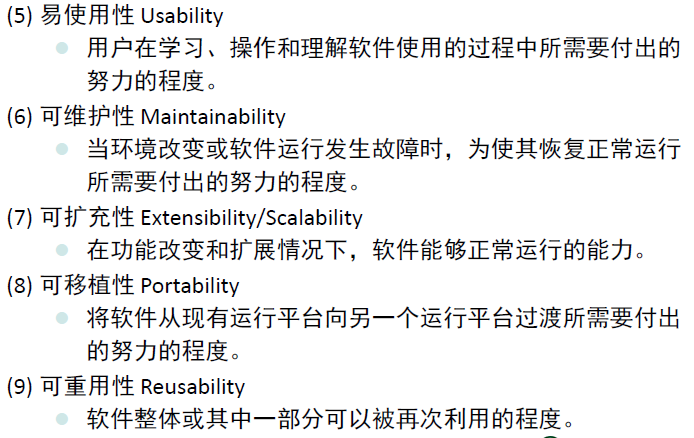 (5) 易使用性 Usability
用户在学习、操作和理解软件使用的过程中所需要付出的
努力的程度。
(6) 可维护性 Maintainability
当环境改变或软件运行发生故障时，为使其恢复正常运行
所需要付出的努力的程度。
(7) 可扩充性 Extensibility/Scalability
在功能改变和扩展情况下，软件能够正常运行的能力。
(8) 可移植性 Portability
将软件从现有运行平台向另一个运行平台过渡所需要付出
的努力的程度。
(9) 可重用性 Reusability
软件整体或其中一部分可以被再次利用的程度。